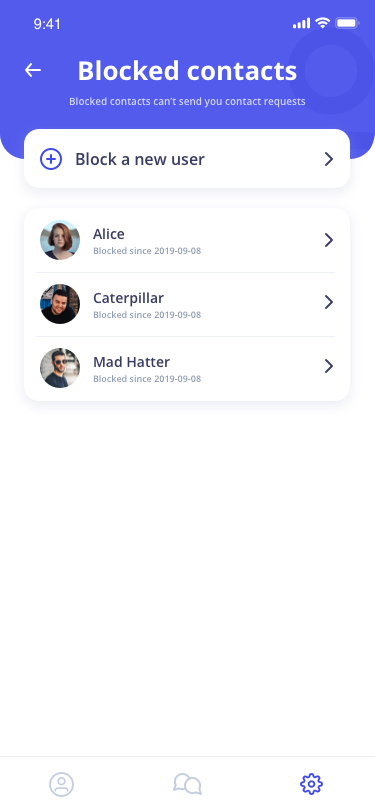 9:41
Blocked contacts
Blocked contacts can't send you contact requests
Block a new user
Alice
Blocked since 2019-09-08
Caterpillar
Blocked since 2019-09-08
Mad Hatter
Blocked since 2019-09-08